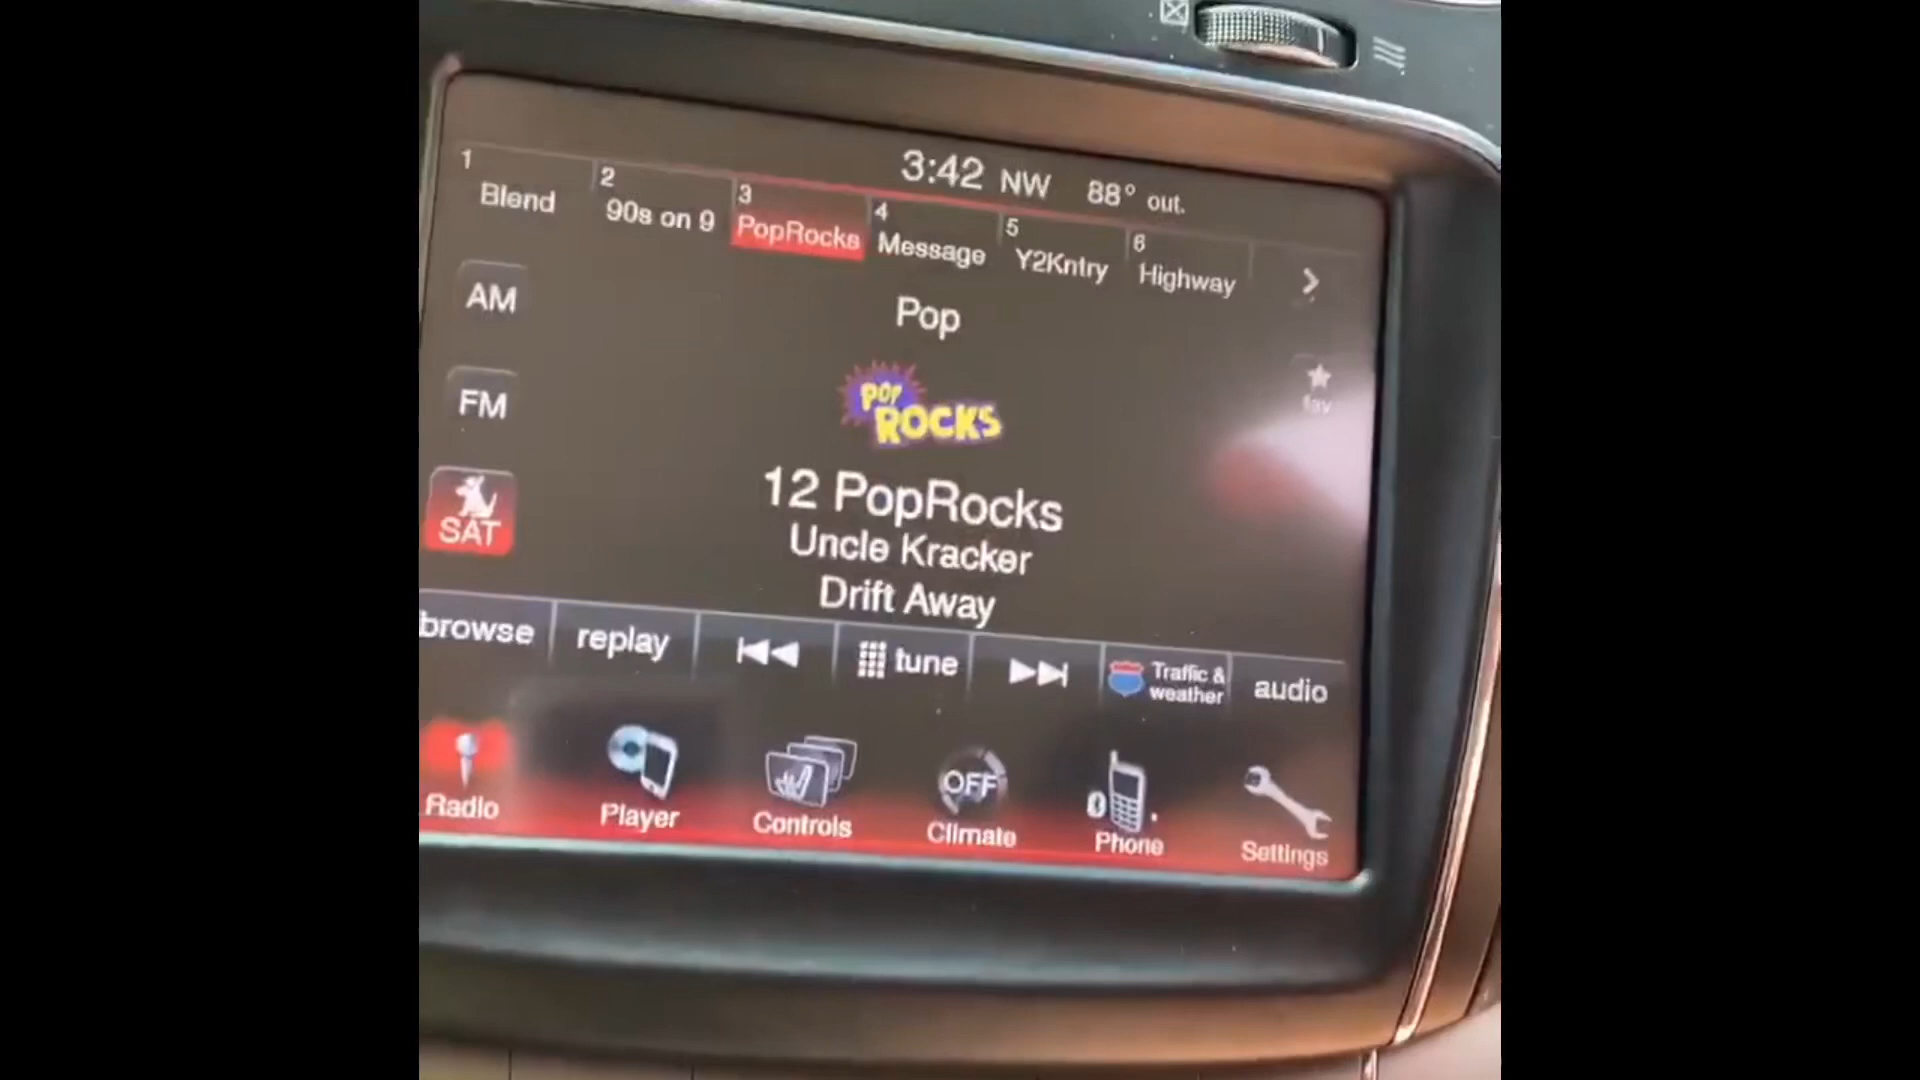 3:42 NW 88° out.
1 Blend
2 90s on 9
3 PopRocks
4 Message
5 Y2Kntry
6 Highway
AM
Pop
fav
FM
POP
ROCKS
SAT
12 PopRocks
Uncle Kracker
Drift Away
browse
replay
tune
Traffic &
weather
audio
Radio
Player
Controls
OFF
Climate
Phone
Settings